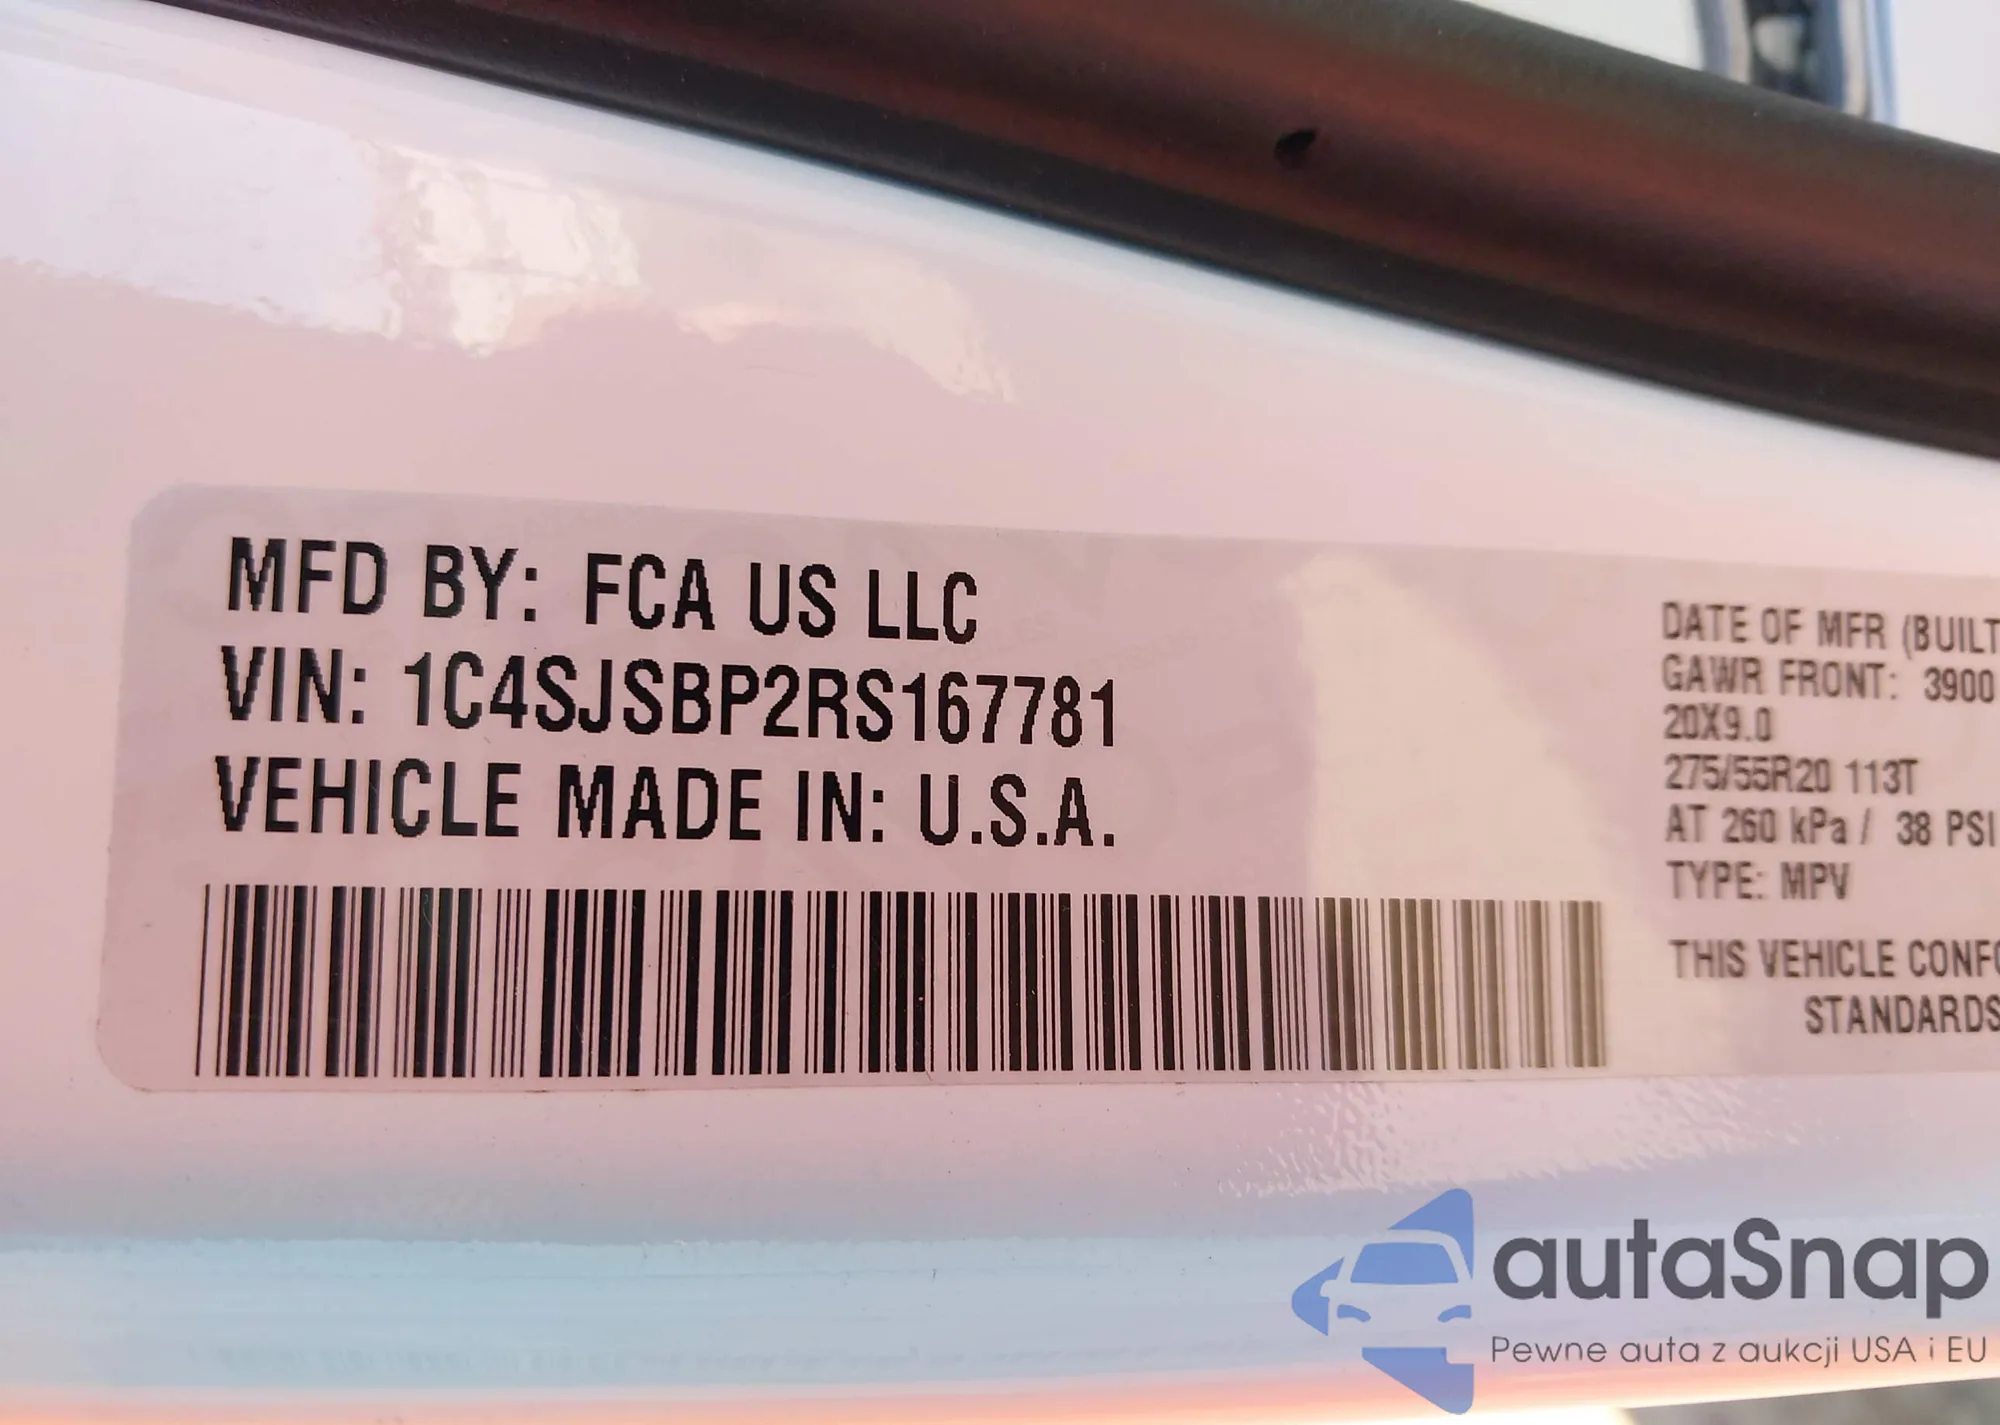 MFD BY: FCA US LLC
VIN: 1C4SJSBP2RS167781
VEHICLE MADE IN: U.S.A.
DATE OF MFR (BUILT
GAWR FRONT: 3900
20X9.0
275/55R20 113T
AT 260 kPa / 38 PSI
TYPE: MPV
THIS VEHICLE CONFO
STANDARDS
autaSnap
Pewne auta z aukcji USA i EU